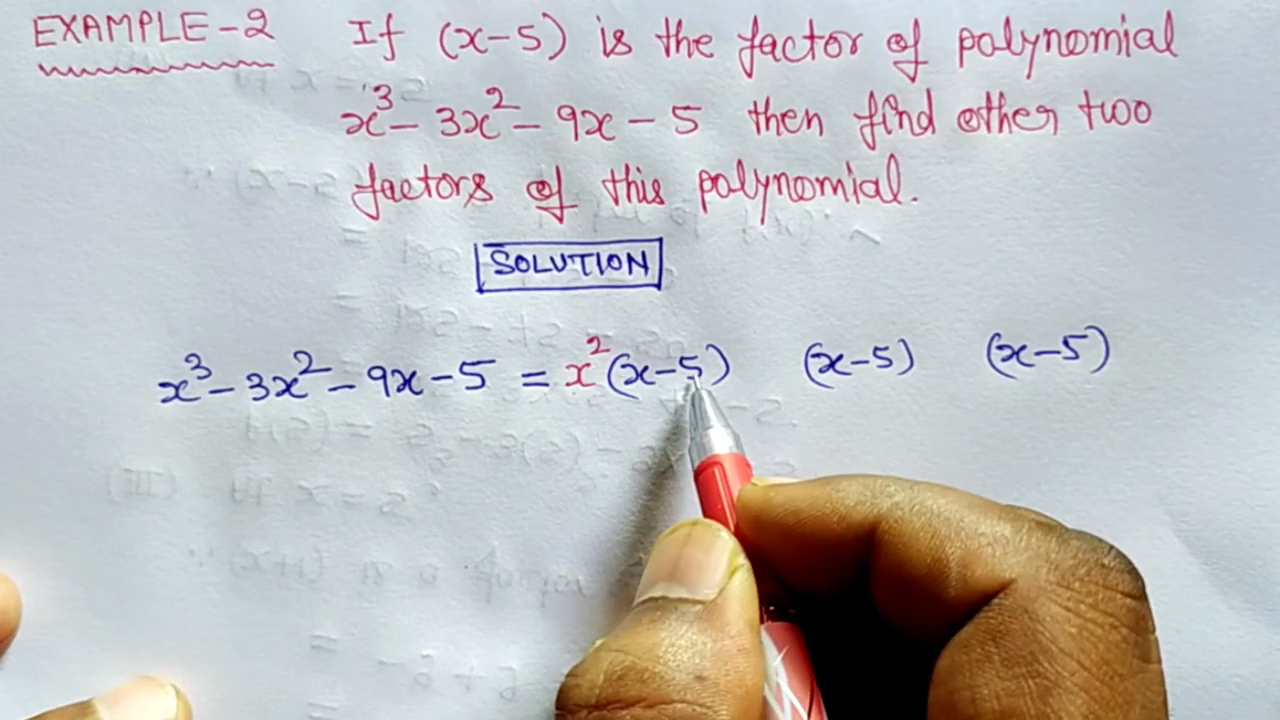 EXAMPLE-2 If (x-5) is the factor of polynomial
x³- 3x²- 9x - 5 then find other two
factors of this polynomial.
SOLUTION
x³- 3x²- 9x - 5 = x²(x-5) (x-5) (x-5)